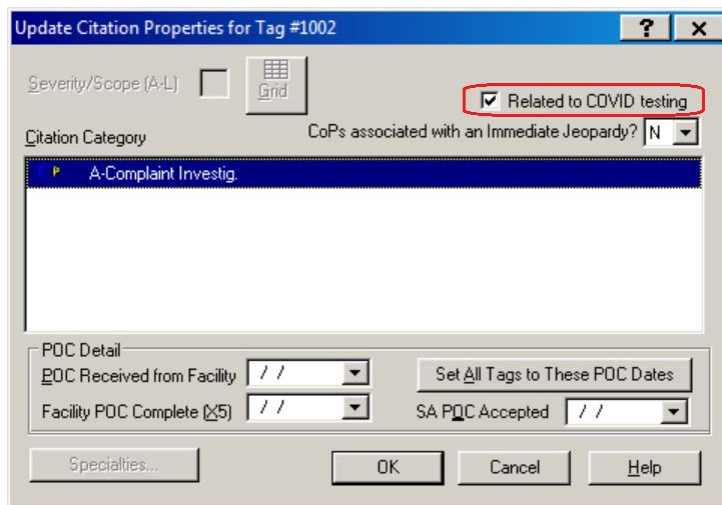 Update Citation Properties for Tag #1002
? x
Severity/Scope (A-L) Grid
Related to COVID testing
Citation Category CoPs associated with an Immediate Jeopardy? N
P A-Complaint Investig.
POC Detail
POC Received from Facility / / Set All Tags to These POC Dates
Facility POC Complete (X5) / / SA POC Accepted / /
Specialties... OK Cancel Help